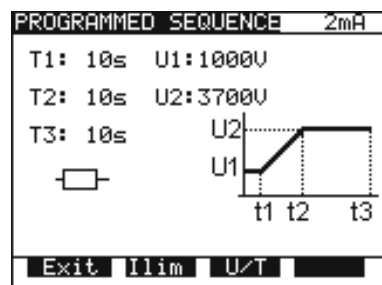 PROGRAMMED SEQUENCE 2mA
T1: 10s U1:1000V
T2: 10s U2:3700V
T3: 10s
U2
U1
t1 t2 t3
Exit Ilim U/T